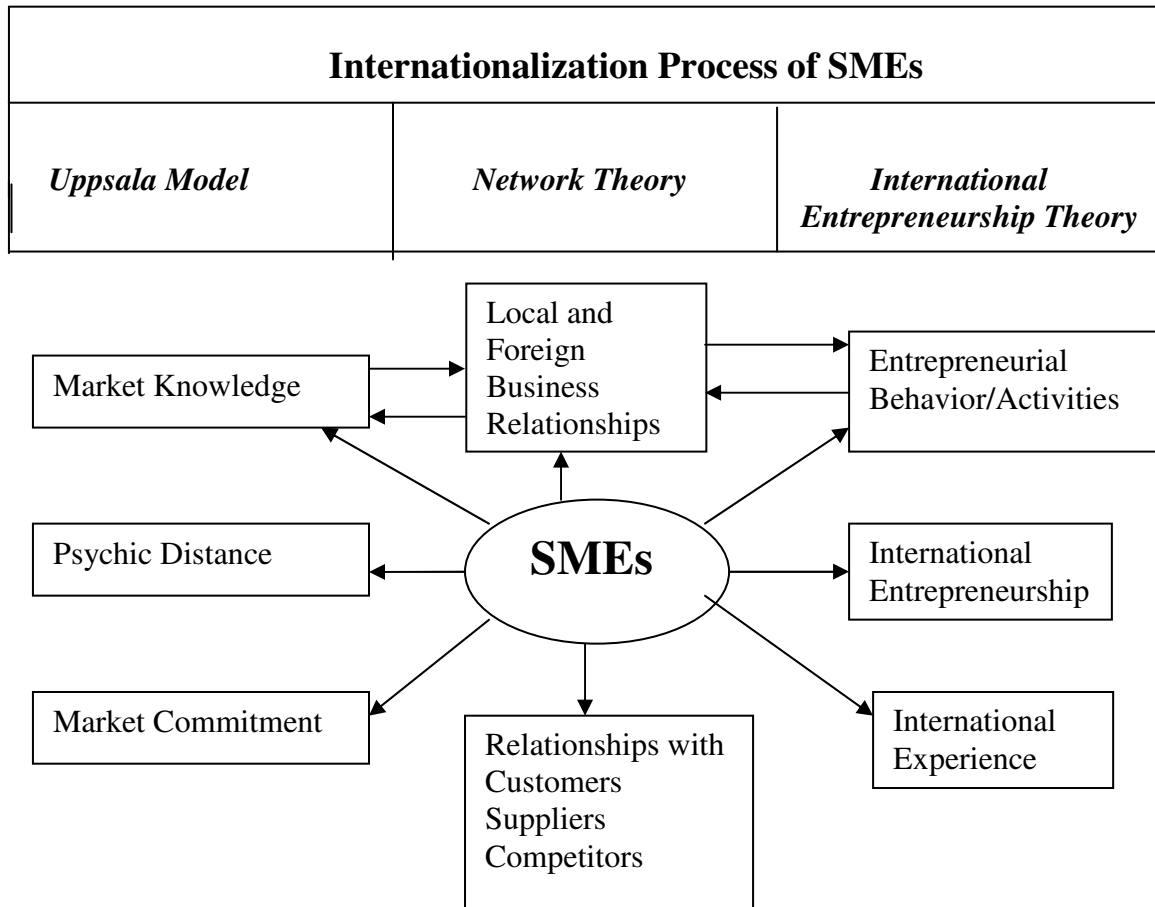 Internationalization Process of SMEs
Uppsala Model
Network Theory
International
Entrepreneurship Theory
Local and
Foreign
Business
Relationships
Market Knowledge
Entrepreneurial
Behavior/Activities
Psychic Distance
SMEs
International
Entrepreneurship
Market Commitment
Relationships with
Customers
Suppliers
Competitors
International
Experience